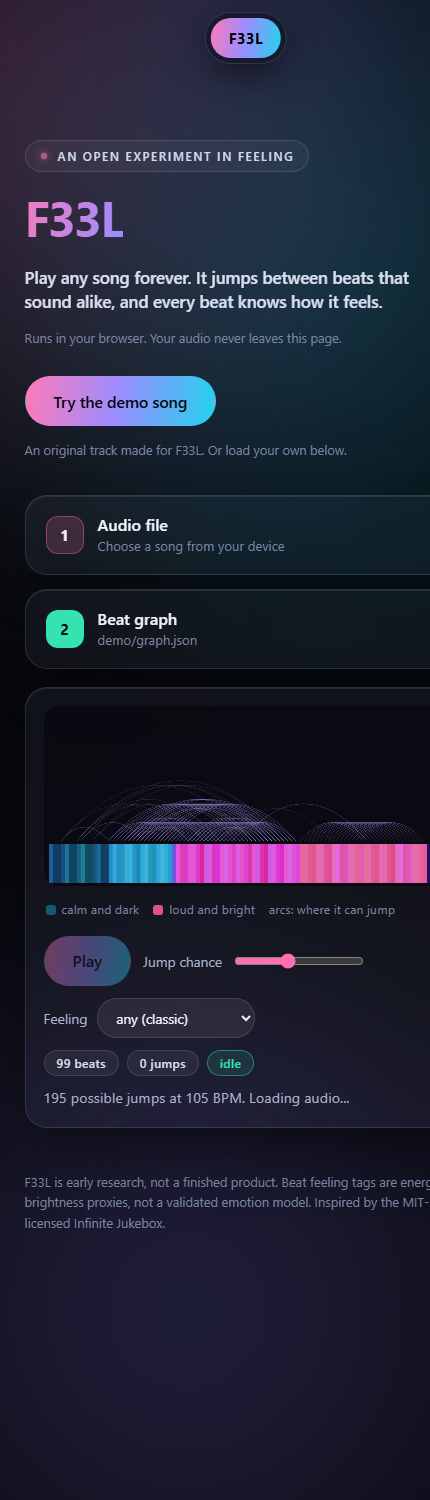 F33L
AN OPEN EXPERIMENT IN FEELING
F33L
Play any song forever. It jumps between beats that
sound alike, and every beat knows how it feels.
Runs in your browser. Your audio never leaves this page.
Try the demo song
An original track made for F33L. Or load your own below.
1
Audio file
Choose a song from your device
2
Beat graph
demo/graph.json
calm and dark loud and bright arcs: where it can jump
Play Jump chance
Feeling any (classic)
99 beats 0 jumps idle
195 possible jumps at 105 BPM. Loading audio...
F33L is early research, not a finished product. Beat feeling tags are energ
brightness proxies, not a validated emotion model. Inspired by the MIT-
licensed Infinite Jukebox.